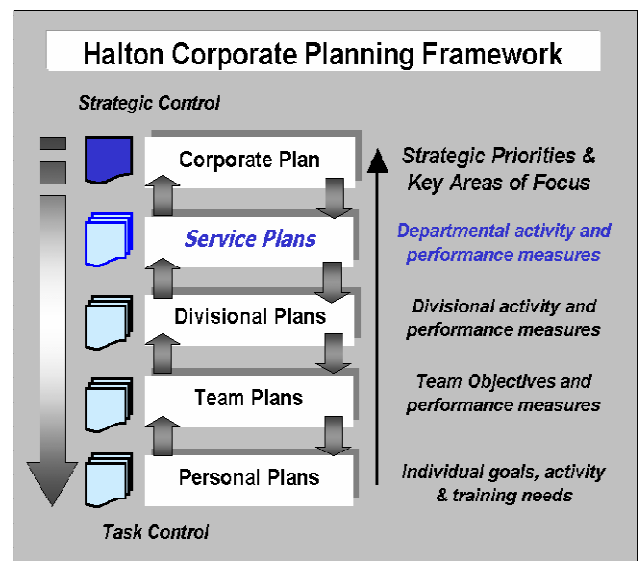 Halton Corporate Planning Framework
Strategic Control
Corporate Plan
Strategic Priorities &
Key Areas of Focus
Service Plans
Departmental activity and
performance measures
Divisional Plans
Divisional activity and
performance measures
Team Plans
Team Objectives and
performance measures
Personal Plans
Individual goals, activity
& training needs
Task Control